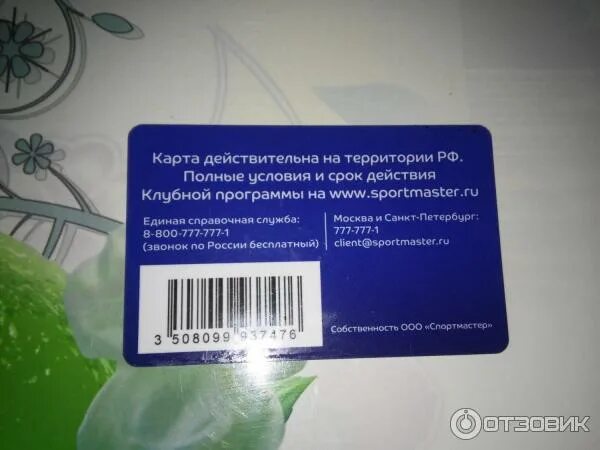 Карта действительна на территории РФ.
Полные условия и срок действия
Клубной программы на www.sportmaster.ru
Единая справочная служба:
8-800-777-777-1
(звонок по России бесплатный)
Москва и Санкт-Петербург:
777-777-1
client@sportmaster.ru
3 508099 937476
Собственность ООО «Спортмастер»
ОТЗОВИК